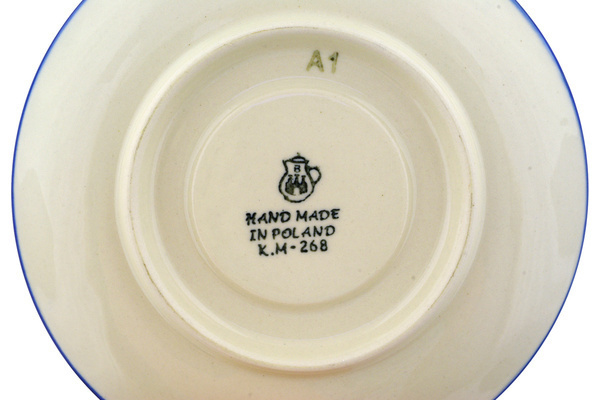 A1
B
HAND MADE
IN POLAND
K.M-268